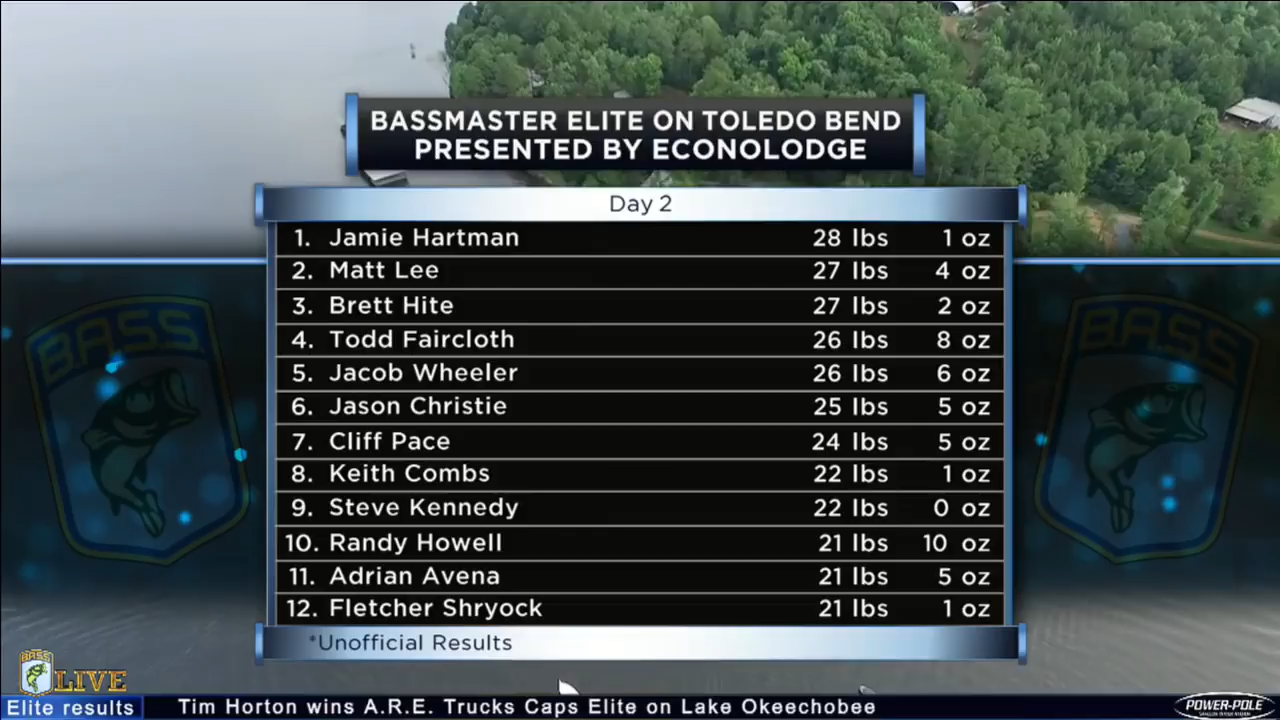 BASSMASTER ELITE ON TOLEDO BEND
PRESENTED BY ECONOLODGE
Day 2
1. Jamie Hartman 28 lbs 1 oz
2. Matt Lee 27 lbs 4 oz
3. Brett Hite 27 lbs 2 oz
4. Todd Faircloth 26 lbs 8 oz
5. Jacob Wheeler 26 lbs 6 oz
6. Jason Christie 25 lbs 5 oz
7. Cliff Pace 24 lbs 5 oz
8. Keith Combs 22 lbs 1 oz
9. Steve Kennedy 22 lbs 0 oz
10. Randy Howell 21 lbs 10 oz
11. Adrian Avena 21 lbs 5 oz
12. Fletcher Shryock 21 lbs 1 oz
*Unofficial Results
BASS
BASS
BASS LIVE
Elite results Tim Horton wins A.R.E. Trucks Caps Elite on Lake Okeechobee
POWER-POLE